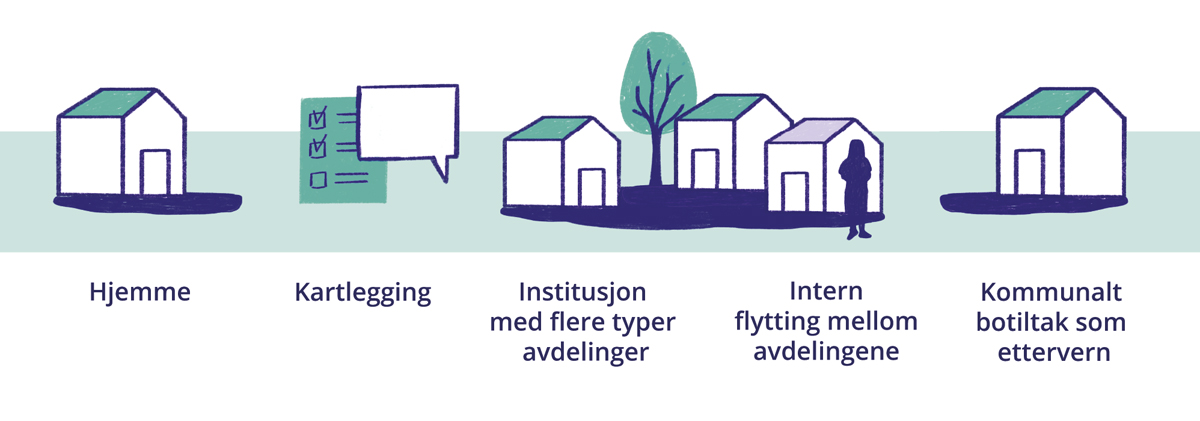 Hjemme
Kartlegging
Institusjon
med flere typer
avdelinger
Intern
flytting mellom
avdelingene
Kommunalt
botiltak som
ettervern